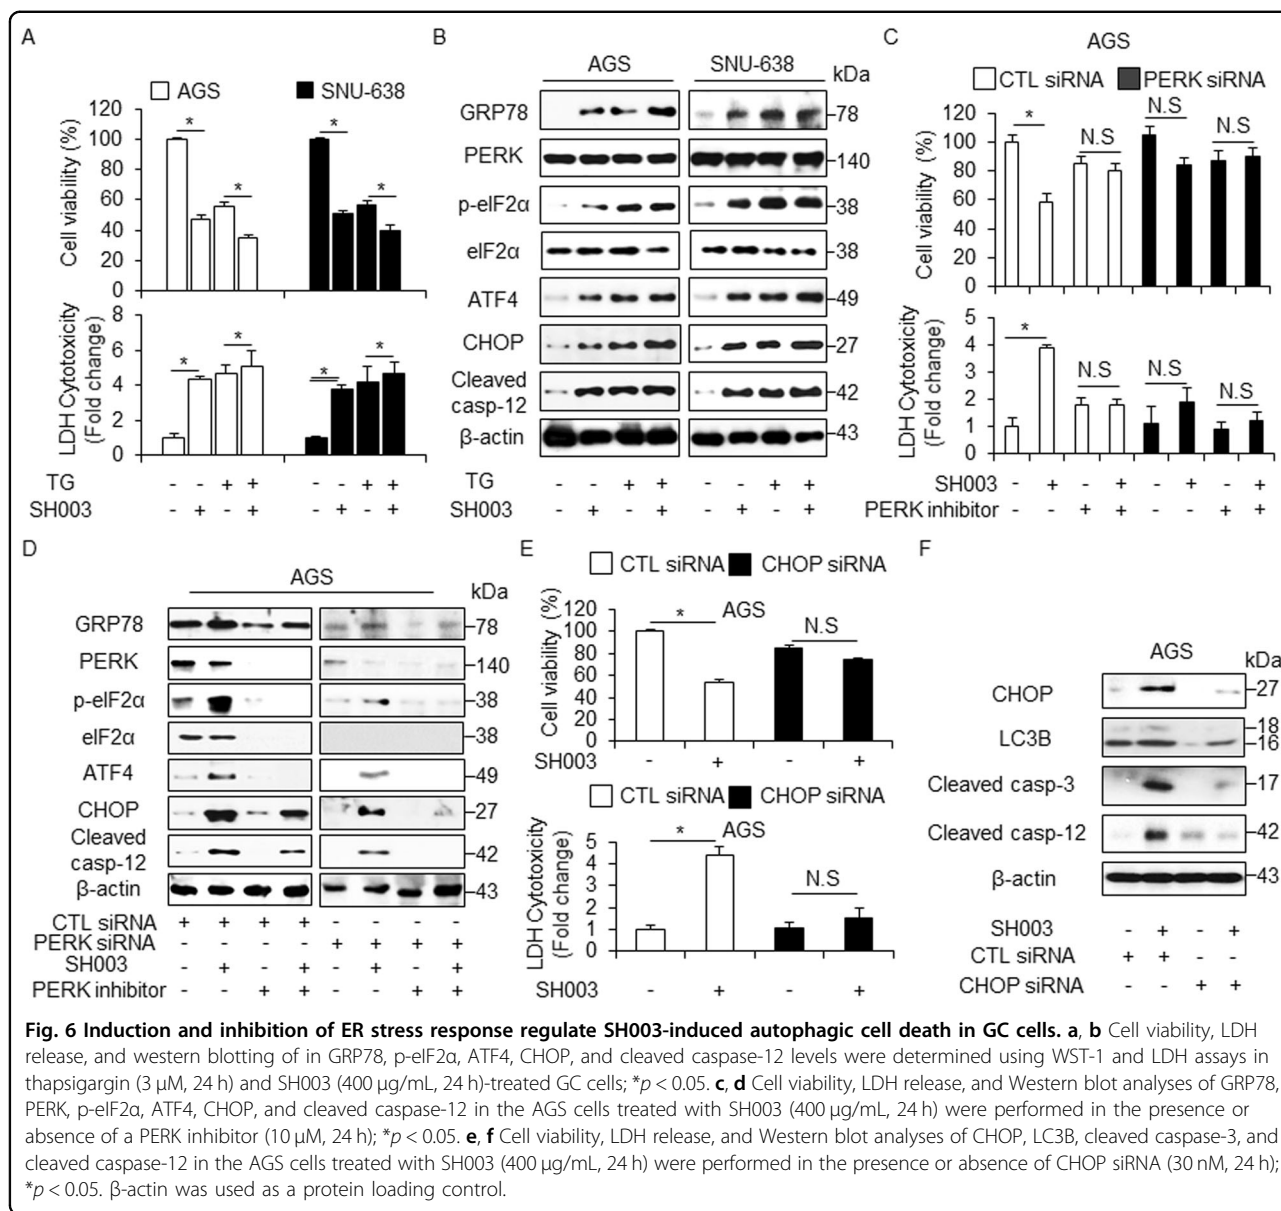 A
AGS
SNU-638
Cell viability (%)
120
100
80
60
40
20
0
*
*
*
*
LDH Cytotoxicity
(Fold change)
8
6
4
2
0
*
*
*
*
TG - - + + - - + +
SH003 - + - + - + - +
B
AGS
SNU-638
kDa
GRP78
78
PERK
140
p-eIF2α
38
eIF2α
38
ATF4
49
CHOP
27
Cleaved
casp-12
42
β-actin
43
TG - - + + - - + +
SH003 - + - + - + - +
C
AGS
CTL siRNA
PERK siRNA
Cell viability (%)
120
100
80
60
40
20
0
*
N.S
N.S
N.S
LDH Cytotoxicity
(Fold change)
5
4
3
2
1
0
*
N.S
N.S
N.S
SH003 - + - + - + - +
PERK inhibitor - - + + - - + +
D
AGS
kDa
GRP78
78
PERK
140
p-eIF2α
38
eIF2α
38
ATF4
49
CHOP
27
Cleaved
casp-12
42
β-actin
43
CTL siRNA + + + + - - - -
PERK siRNA - - - - + + + +
SH003 - + - + - + - +
PERK inhibitor - - + + - - + +
E
CTL siRNA
CHOP siRNA
AGS
Cell viability (%)
120
100
80
60
40
20
0
*
N.S
SH003 - + - +
CTL siRNA
CHOP siRNA
AGS
LDH Cytotoxicity
(Fold change)
5
4
3
2
1
0
*
N.S
SH003 - + - +
F
AGS
kDa
CHOP
27
LC3B
18
16
Cleaved casp-3
17
Cleaved casp-12
42
β-actin
43
SH003 - + - +
CTL siRNA + + - -
CHOP siRNA - - + +
Fig. 6 Induction and inhibition of ER stress response regulate SH003-induced autophagic cell death in GC cells. a, b Cell viability, LDH
release, and western blotting of in GRP78, p-eIF2α, ATF4, CHOP, and cleaved caspase-12 levels were determined using WST-1 and LDH assays in
thapsigargin (3 μM, 24 h) and SH003 (400 μg/mL, 24 h)-treated GC cells; *p < 0.05. c, d Cell viability, LDH release, and Western blot analyses of GRP78,
PERK, p-eIF2α, ATF4, CHOP, and cleaved caspase-12 in the AGS cells treated with SH003 (400 μg/mL, 24 h) were performed in the presence or
absence of a PERK inhibitor (10 μM, 24 h); *p < 0.05. e, f Cell viability, LDH release, and Western blot analyses of CHOP, LC3B, cleaved caspase-3, and
cleaved caspase-12 in the AGS cells treated with SH003 (400 μg/mL, 24 h) were performed in the presence or absence of CHOP siRNA (30 nM, 24 h);
*p < 0.05. β-actin was used as a protein loading control.